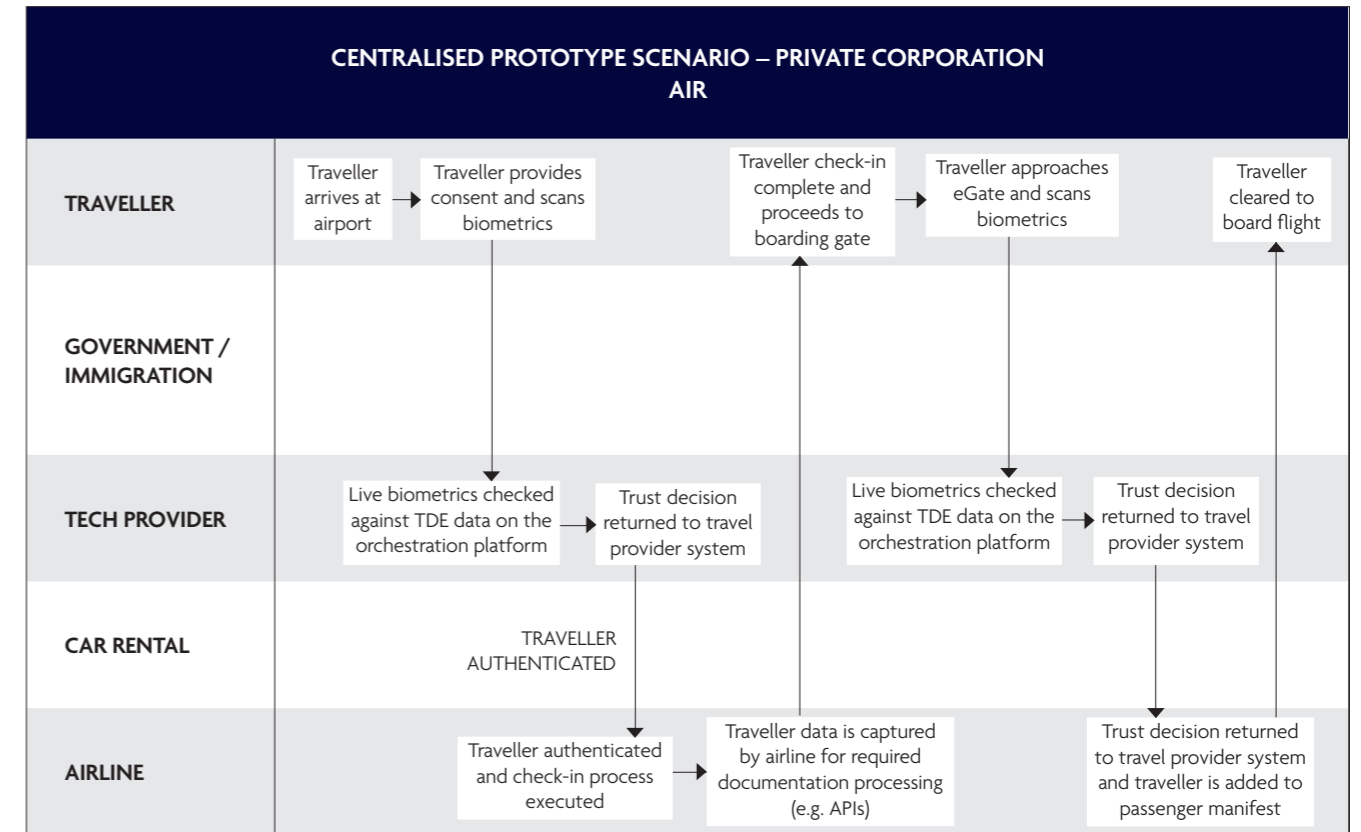 CENTRALISED PROTOTYPE SCENARIO – PRIVATE CORPORATION
AIR
TRAVELLER
Traveller
arrives at
airport
Traveller provides
consent and scans
biometrics
Traveller check-in
complete and
proceeds to
boarding gate
Traveller approaches
eGate and scans
biometrics
Traveller
cleared to
board flight
GOVERNMENT /
IMMIGRATION
TECH PROVIDER
Live biometrics checked
against TDE data on the
orchestration platform
Trust decision
returned to travel
provider system
Live biometrics checked
against TDE data on the
orchestration platform
Trust decision
returned to travel
provider system
CAR RENTAL
TRAVELLER
AUTHENTICATED
AIRLINE
Traveller authenticated
and check-in process
executed
Traveller data is captured
by airline for required
documentation processing
(e.g. APIs)
Trust decision returned
to travel provider system
and traveller is added to
passenger manifest